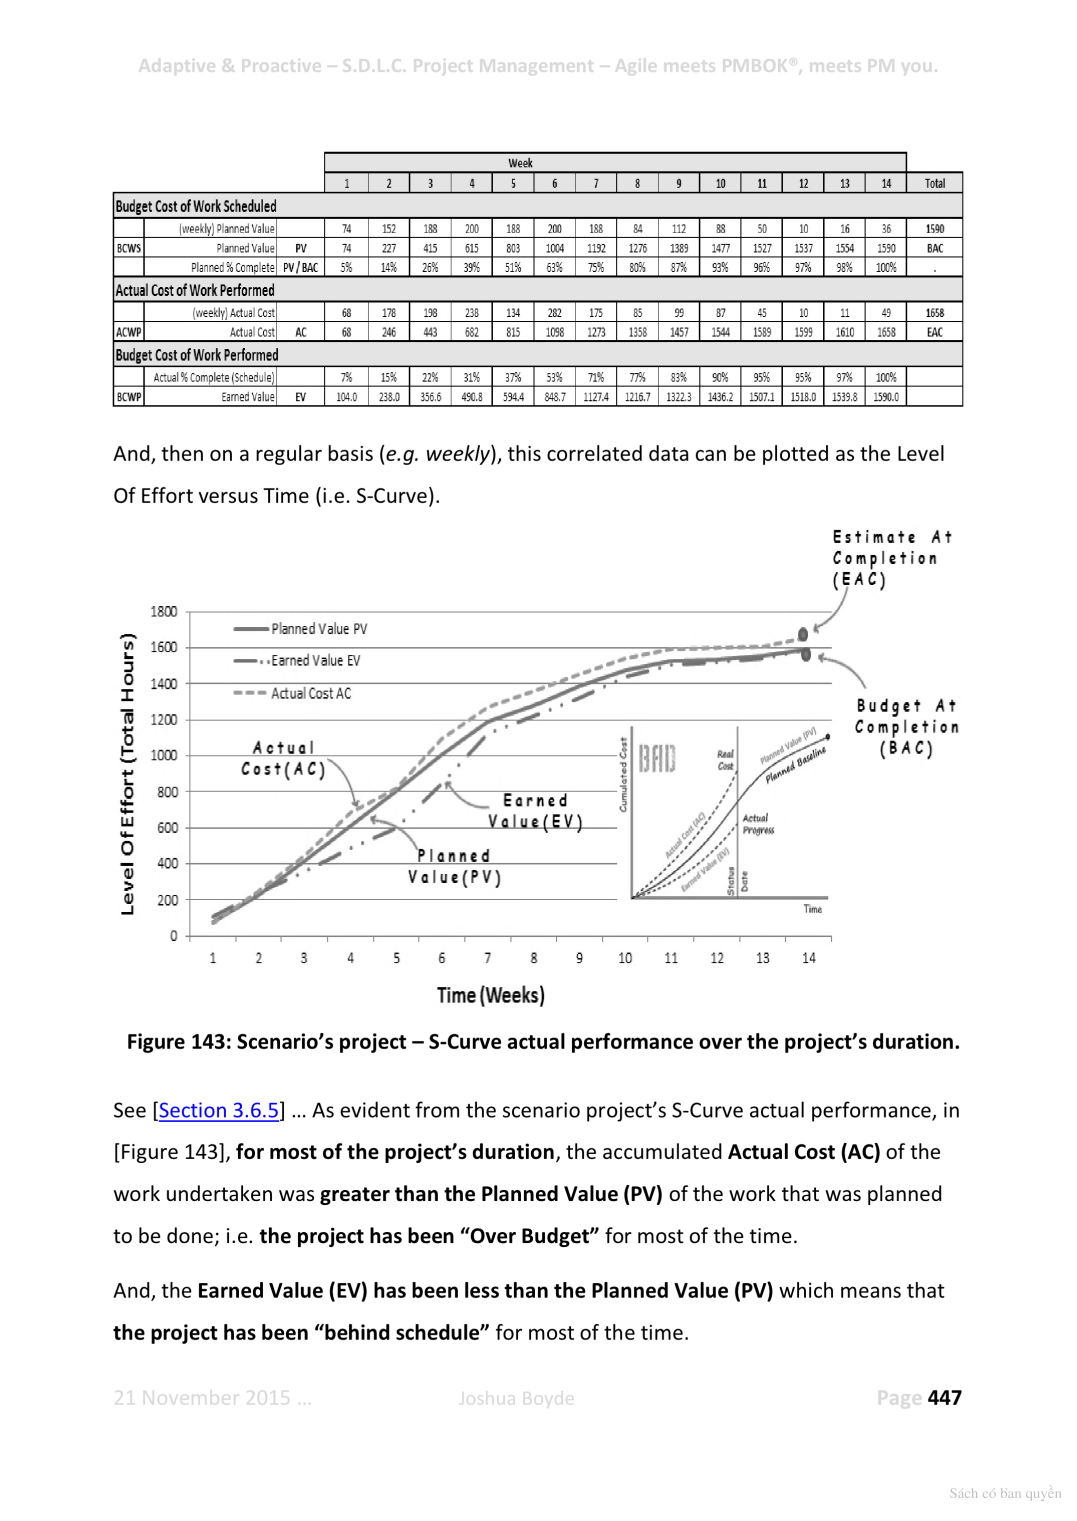 Adaptive & Proactive – S.D.L.C. Project Management – Agile meets PMBOK®, meets PM you.
Week
1 2 3 4 5 6 7 8 9 10 11 12 13 14 Total
Budget Cost of Work Scheduled
(weekly) Planned Value 74 152 188 200 188 200 188 84 112 88 50 10 16 36 1590
BCWS Planned Value PV 74 227 415 615 803 1004 1192 1276 1389 1477 1527 1537 1554 1590 BAC
Planned % Complete PV / BAC 5% 14% 26% 39% 51% 63% 75% 80% 87% 93% 96% 97% 98% 100% .
Actual Cost of Work Performed
(weekly) Actual Cost 68 178 198 238 134 282 175 85 99 87 45 10 11 49 1658
ACWP Actual Cost AC 68 246 443 682 815 1098 1273 1358 1457 1544 1589 1599 1610 1658 EAC
Budget Cost of Work Performed
Actual % Complete (Schedule) 7% 15% 22% 31% 37% 53% 71% 77% 83% 90% 95% 95% 97% 100%
BCWP Earned Value EV 104.0 238.0 356.6 490.8 594.4 848.7 1127.4 1216.7 1322.3 1436.2 1507.1 1518.0 1539.8 1590.0
And, then on a regular basis (e.g. weekly), this correlated data can be plotted as the Level
Of Effort versus Time (i.e. S-Curve).
Estimate At
Completion
(EAC)
Level Of Effort (Total Hours)
1800
1600
1400
1200
1000
800
600
400
200
0
Planned Value PV
Earned Value EV
Actual Cost AC
Actual
Cost(AC)
Earned
Value(EV)
Planned
Value(PV)
Budget At
Completion
(BAC)
Cumulated Cost
BAD
Real
Cost
Planned Value (PV)
Planned Baseline
Actual Cost (AC)
Earned Value (EV)
Actual
Progress
Status
Date
Time
1 2 3 4 5 6 7 8 9 10 11 12 13 14
Time (Weeks)
Figure 143: Scenario’s project – S-Curve actual performance over the project’s duration.
See [Section 3.6.5] … As evident from the scenario project’s S-Curve actual performance, in
[Figure 143], for most of the project’s duration, the accumulated Actual Cost (AC) of the
work undertaken was greater than the Planned Value (PV) of the work that was planned
to be done; i.e. the project has been “Over Budget” for most of the time.
And, the Earned Value (EV) has been less than the Planned Value (PV) which means that
the project has been “behind schedule” for most of the time.
21 November 2015 … Joshua Boyde Page 447
Sách có bản quyền